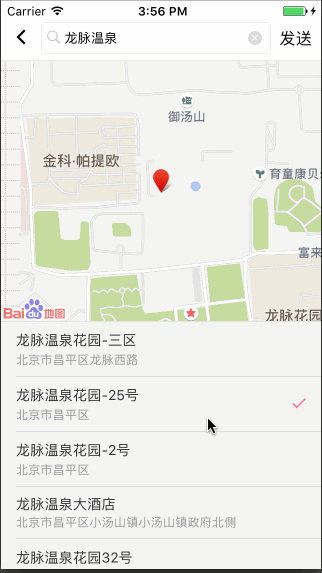 Carrier 3:56 PM
龙脉温泉 发送
御汤山
金科·帕提欧
育童康贝
富来
Bai du 地图
龙脉花园
龙脉温泉花园-三区
北京市昌平区龙脉西路
龙脉温泉花园-25号
北京市昌平区
龙脉温泉花园-2号
北京市昌平区
龙脉温泉大酒店
北京市昌平区小汤山镇小汤山镇政府北侧
龙脉温泉花园32号